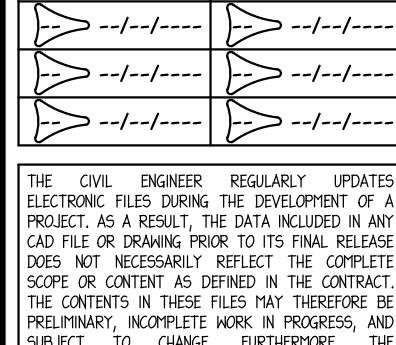 -- --/--/---- -- --/--/----
-- --/--/---- -- --/--/----
-- --/--/---- -- --/--/----
THE CIVIL ENGINEER REGULARLY UPDATES
ELECTRONIC FILES DURING THE DEVELOPMENT OF A
PROJECT. AS A RESULT, THE DATA INCLUDED IN ANY
CAD FILE OR DRAWING PRIOR TO ITS FINAL RELEASE
DOES NOT NECESSARILY REFLECT THE COMPLETE
SCOPE OR CONTENT AS DEFINED IN THE CONTRACT.
THE CONTENTS IN THESE FILES MAY THEREFORE BE
PRELIMINARY, INCOMPLETE WORK IN PROGRESS, AND
SUBJECT TO CHANGE. FURTHERMORE, THE